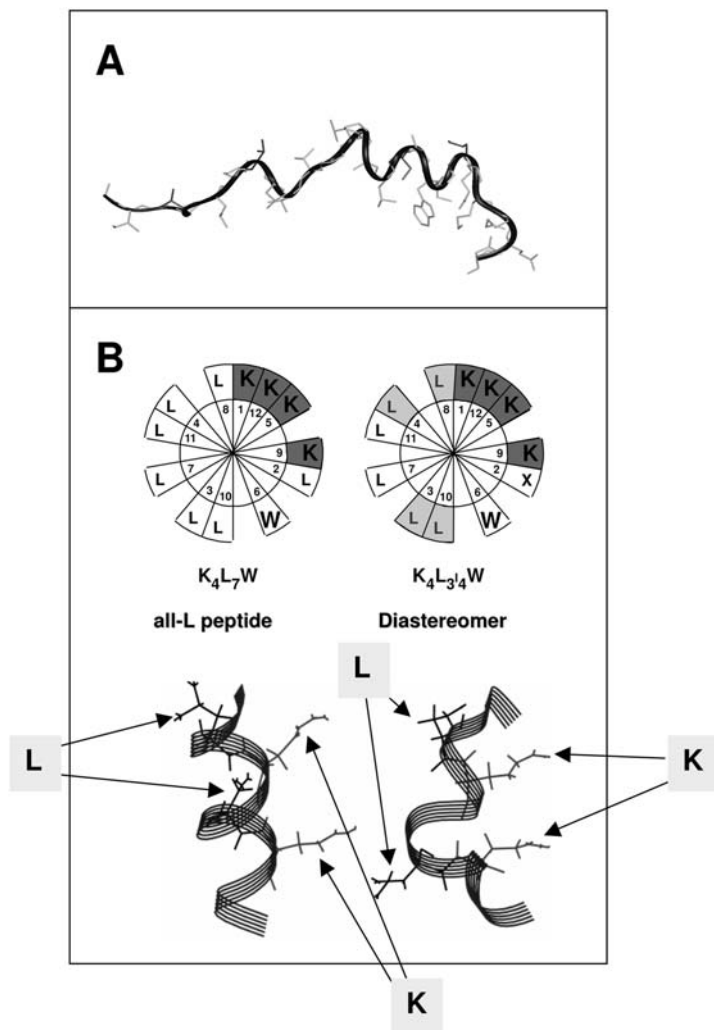 A
B
L K K K L L L L L L W L K
8 1 12 5 4 11 7 3 10 6 2 9
L K K K L L L L L W X K
8 1 12 5 4 11 7 3 10 6 2 9
K4L7W K4L3l4W
all-L peptide Diastereomer
L
L K
K